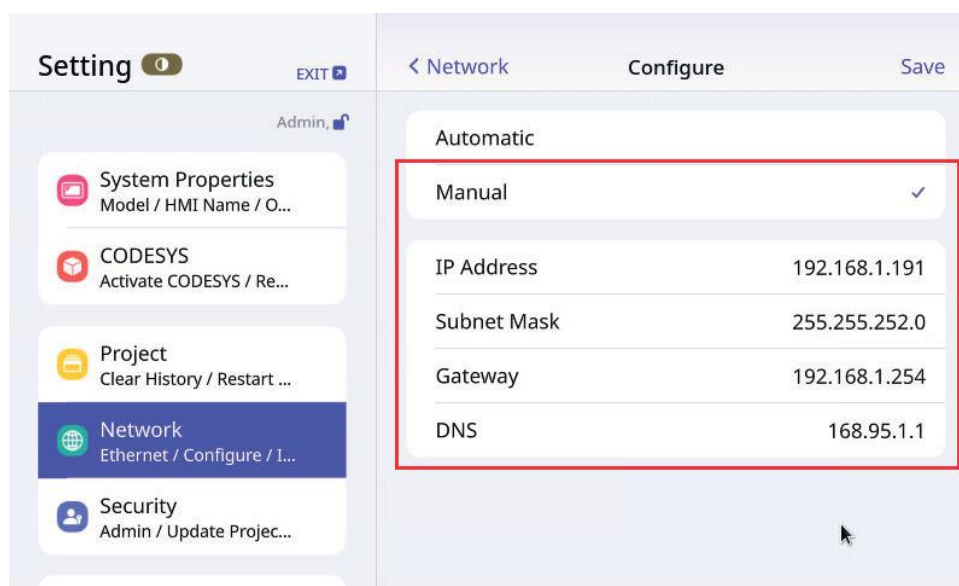 Setting
EXIT
Admin,
System Properties
Model / HMI Name / O...
CODESYS
Activate CODESYS / Re...
Project
Clear History / Restart ...
Network
Ethernet / Configure / I...
Security
Admin / Update Projec...
< Network Configure Save
Automatic
Manual
IP Address 192.168.1.191
Subnet Mask 255.255.252.0
Gateway 192.168.1.254
DNS 168.95.1.1